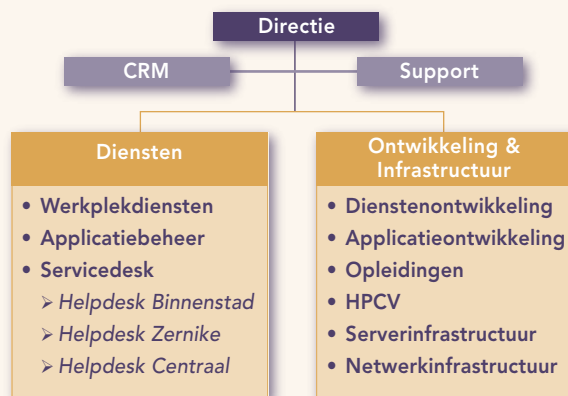 Directie
CRM
Support
Diensten
• Werkplekdiensten
• Applicatiebeheer
• Servicedesk
➢ Helpdesk Binnenstad
➢ Helpdesk Zernike
➢ Helpdesk Centraal
Ontwikkeling &
Infrastructuur
• Dienstenontwikkeling
• Applicatieontwikkeling
• Opleidingen
• HPCV
• Serverinfrastructuur
• Netwerkinfrastructuur